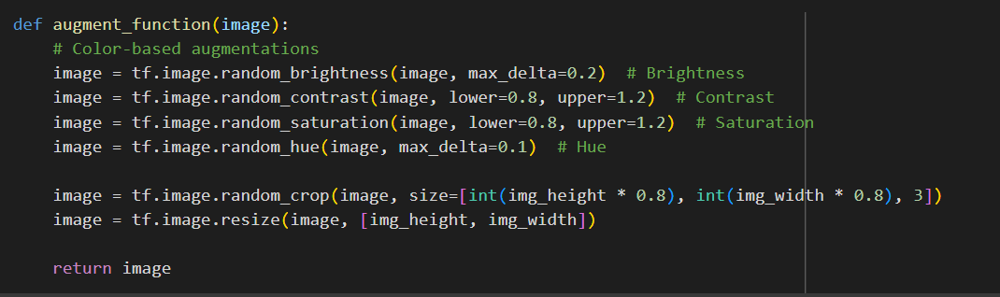 def augment_function(image):
    # Color-based augmentations
    image = tf.image.random_brightness(image, max_delta=0.2)  # Brightness
    image = tf.image.random_contrast(image, lower=0.8, upper=1.2)  # Contrast
    image = tf.image.random_saturation(image, lower=0.8, upper=1.2)  # Saturation
    image = tf.image.random_hue(image, max_delta=0.1)  # Hue

    image = tf.image.random_crop(image, size=[int(img_height * 0.8), int(img_width * 0.8), 3])
    image = tf.image.resize(image, [img_height, img_width])

    return image